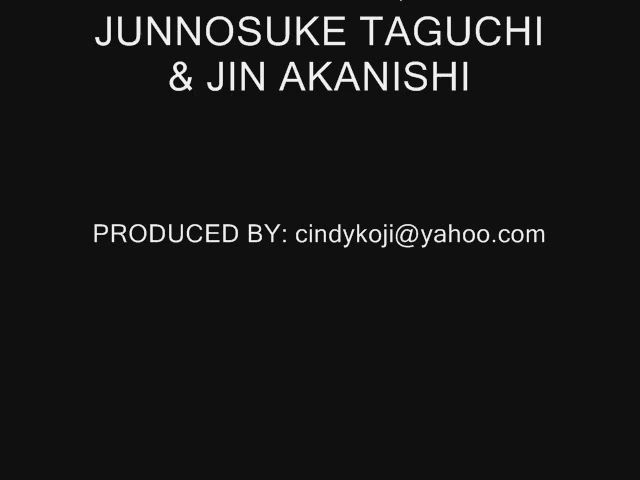 JUNNOSUKE TAGUCHI
& JIN AKANISHI
PRODUCED BY: cindykoji@yahoo.com